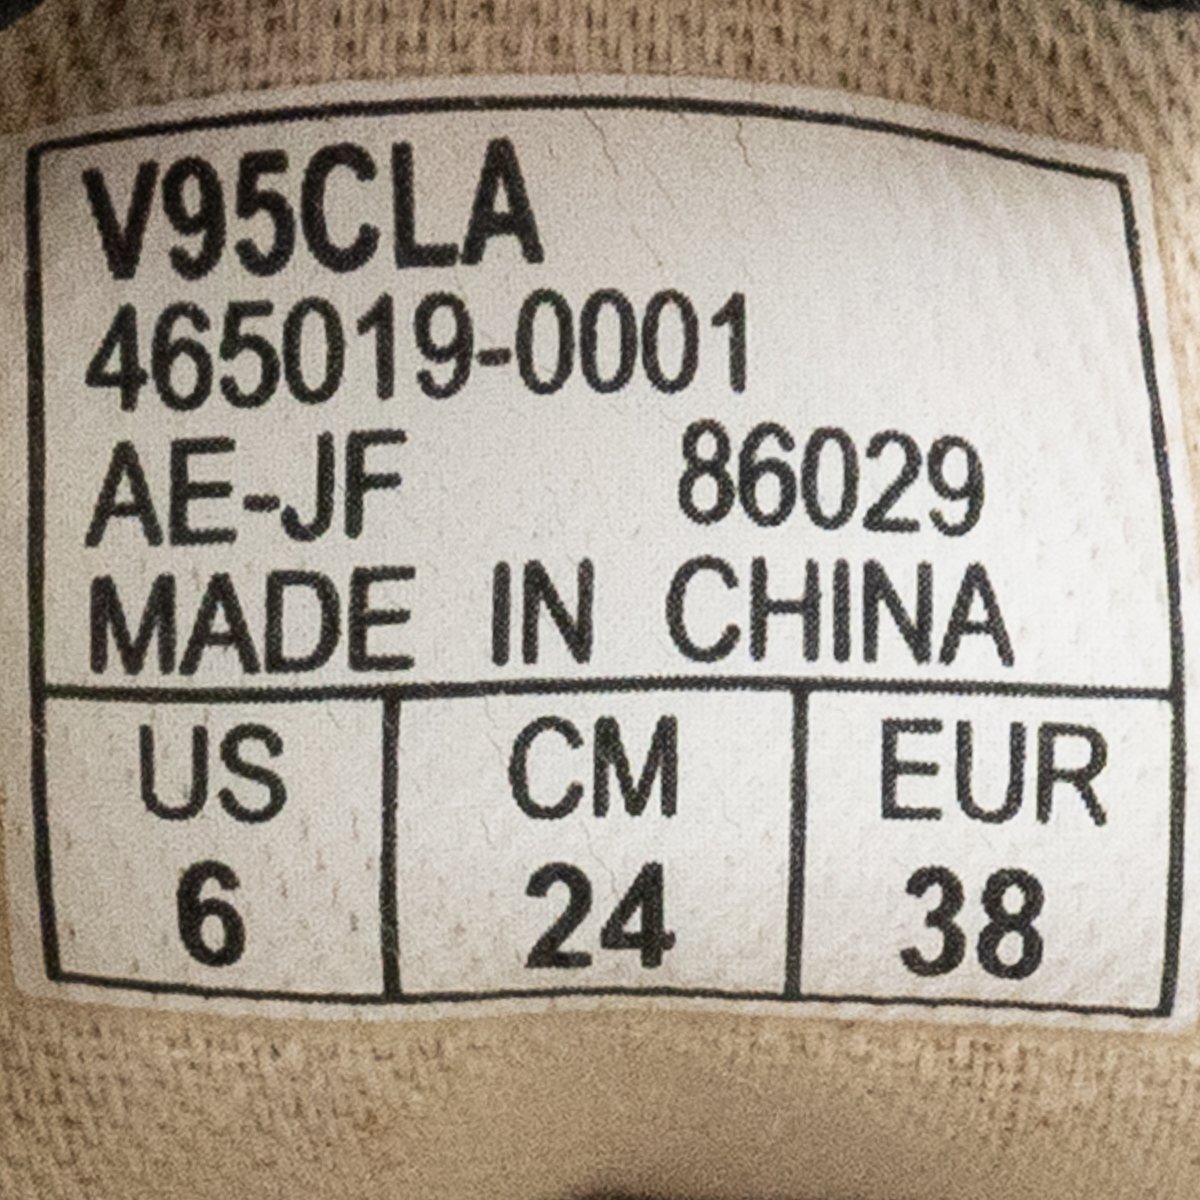 V95CLA
465019-0001
AE-JF 86029
MADE IN CHINA
US CM EUR
6 24 38